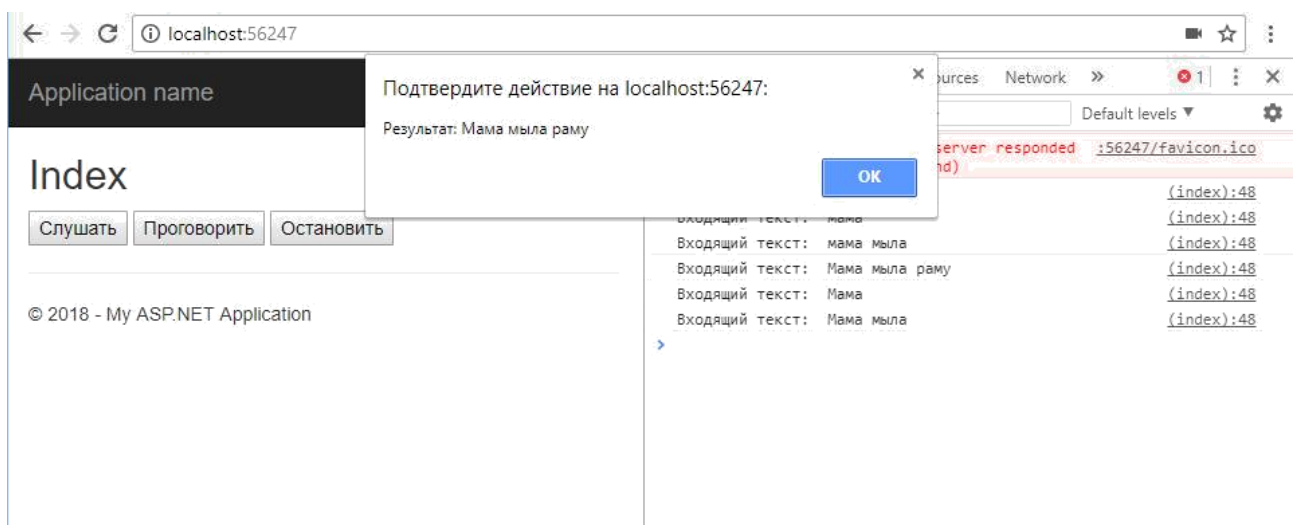 localhost:56247
Application name
Подтвердите действие на localhost:56247:
Результат: Мама мыла раму
OK
Network
1
Default levels
server responded :56247/favicon.ico
Index
(index):48
Слушать Проговорить Остановить
Входящий текст: мама (index):48
Входящий текст: мама мыла (index):48
Входящий текст: Мама мыла раму (index):48
Входящий текст: Мама (index):48
Входящий текст: Мама мыла (index):48
© 2018 - My ASP.NET Application